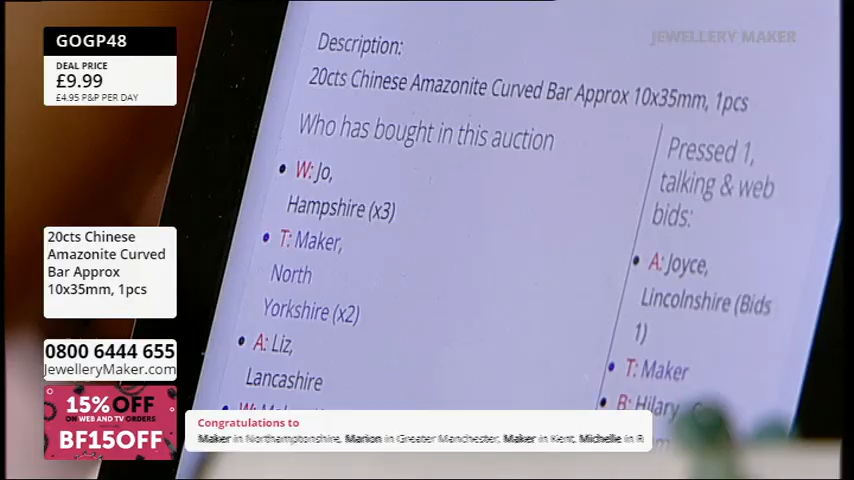 GOGP48
DEAL PRICE
£9.99
£4.95 P&P PER DAY
20cts Chinese
Amazonite Curved
Bar Approx
10x35mm, 1pcs
0800 6444 655
JewelleryMaker.com
15% OFF
ON WEB AND TV ORDERS
BF15OFF
JEWELLERY MAKER
Description:
20cts Chinese Amazonite Curved Bar Approx 10x35mm, 1pcs
Who has bought in this auction
W: Jo,
Hampshire (x3)
T: Maker,
North
Yorkshire (x2)
A: Liz,
Lancashire
Pressed 1,
talking & web
bids:
A: Joyce,
Lincolnshire (Bids
1)
T: Maker
B: Hilary
Congratulations to
Maker in Northamptonshire, Marion in Greater Manchester, Maker in Kent, Michelle in R